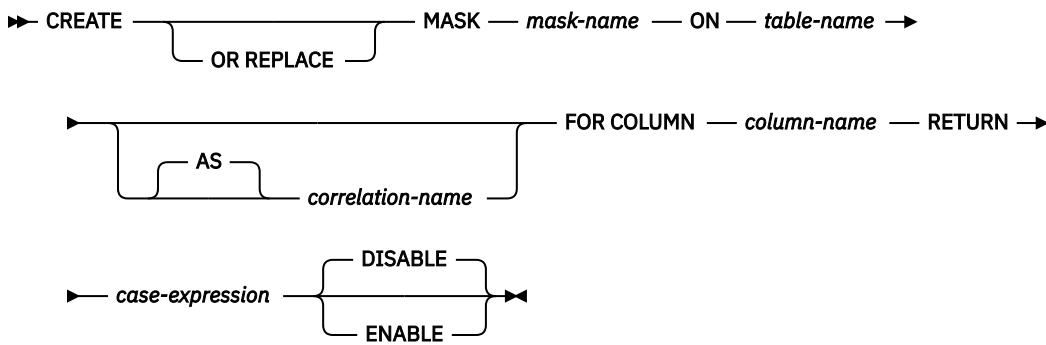 CREATE MASK mask-name ON table-name
OR REPLACE
FOR COLUMN column-name RETURN
AS
correlation-name
DISABLE
case-expression
ENABLE